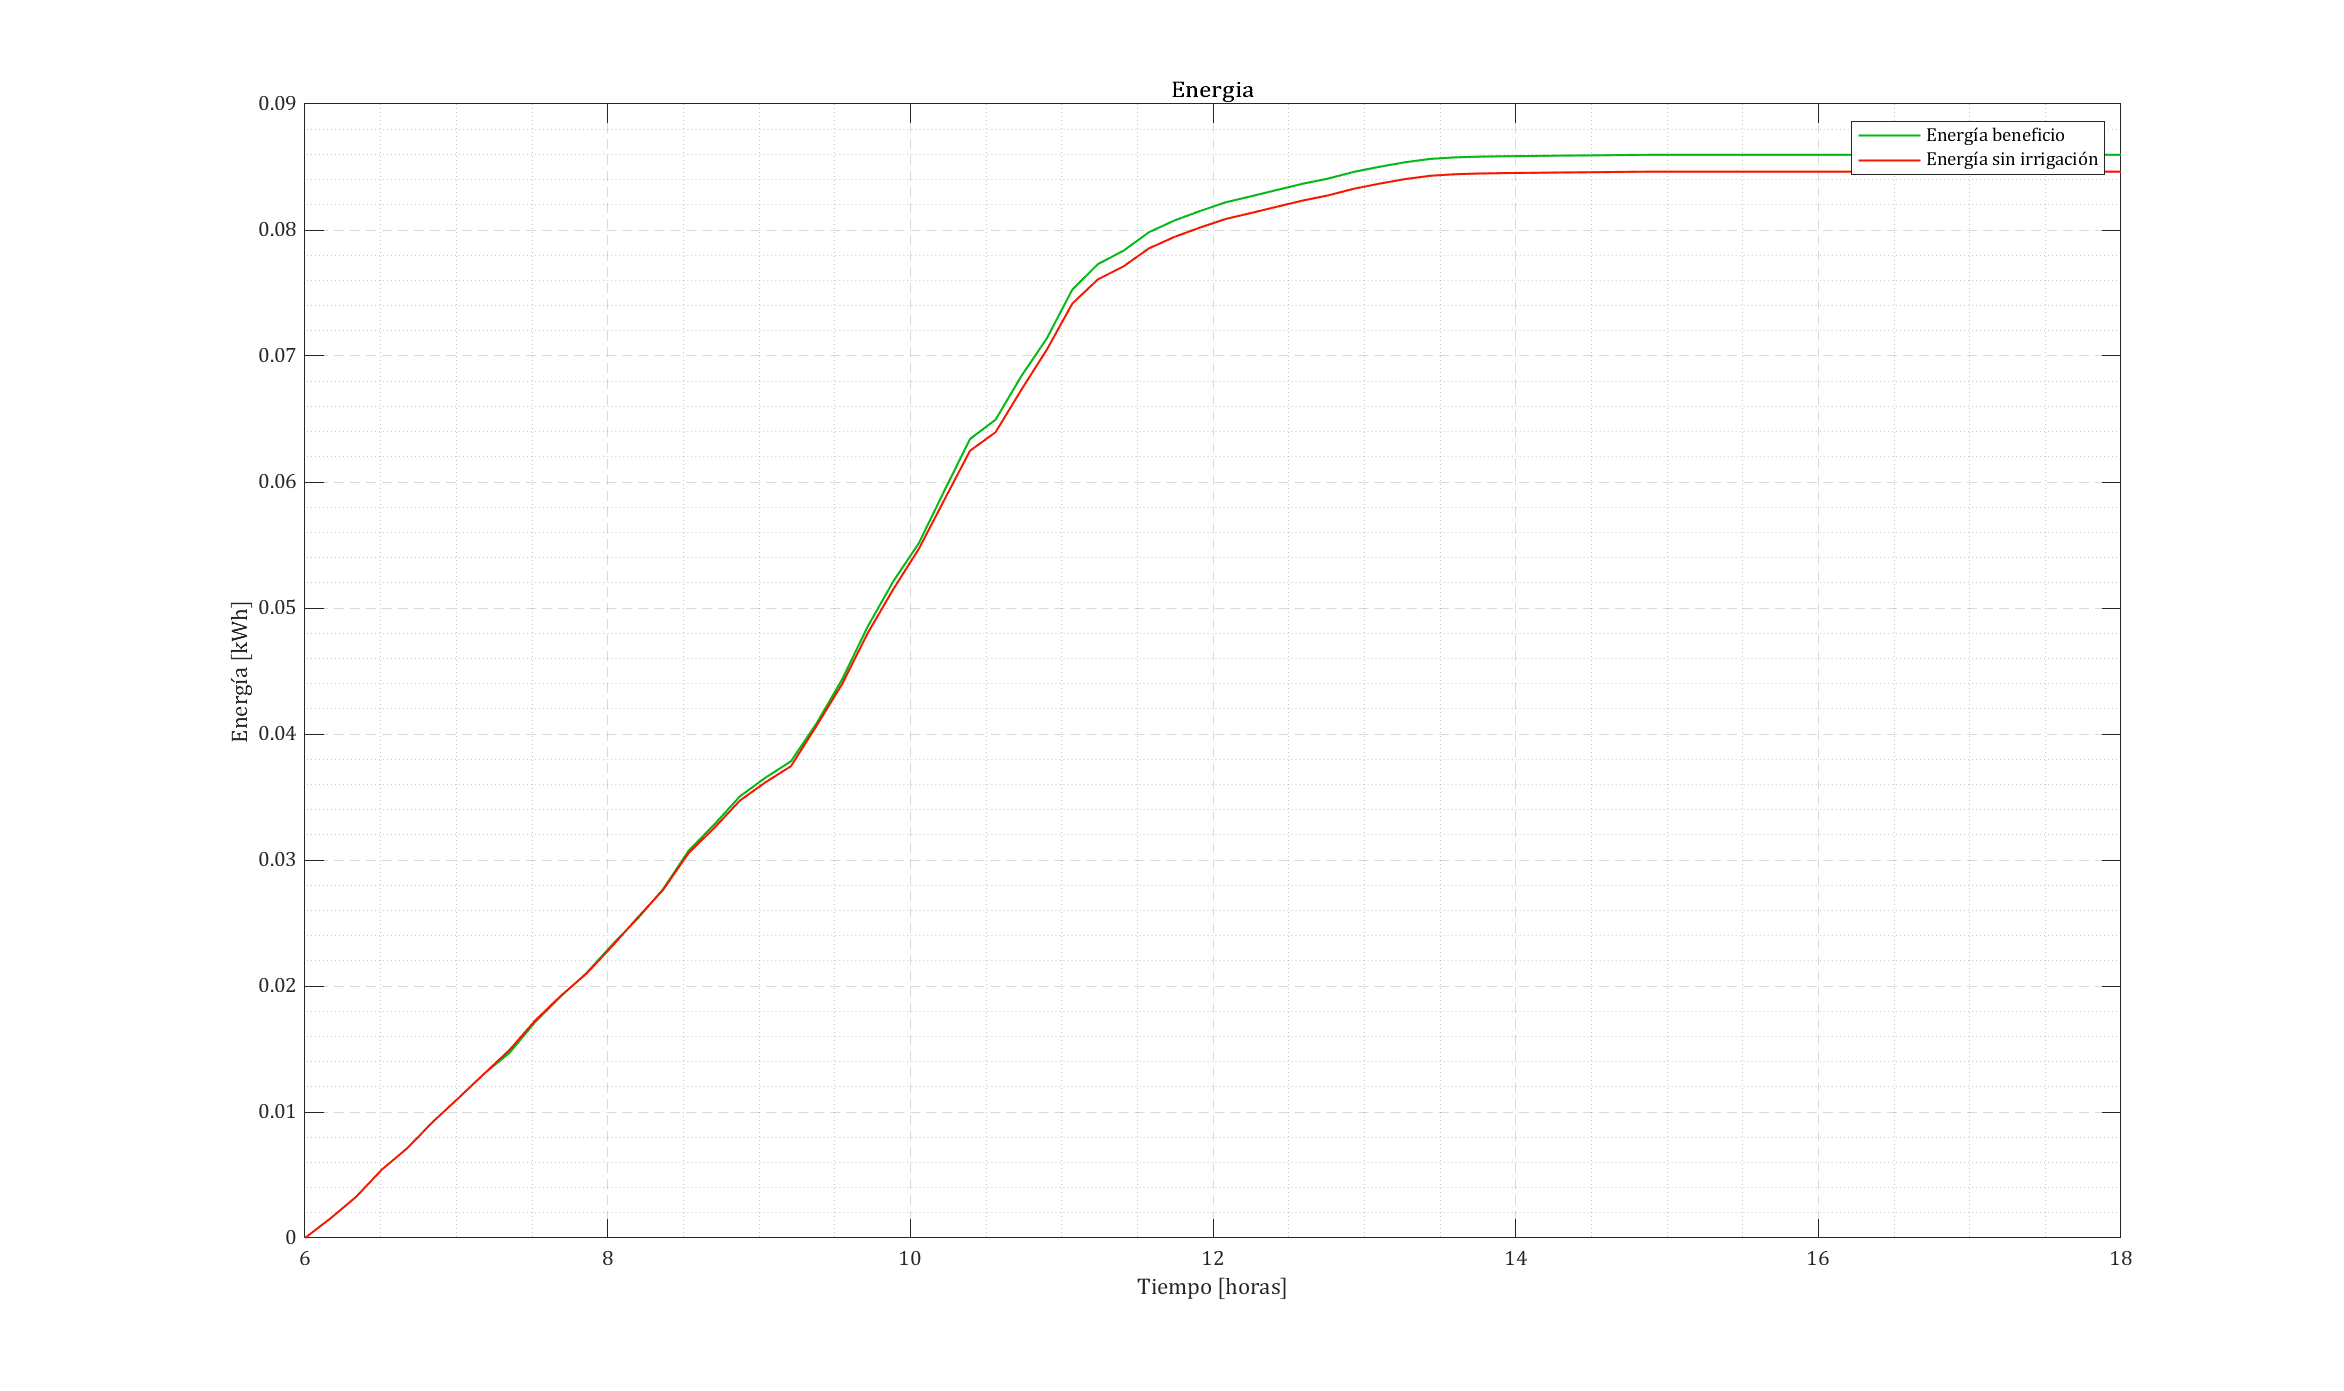 Energia
0.09
0.08
0.07
0.06
0.05
0.04
0.03
0.02
0.01
0
Energía [kWh]
Energía beneficio
Energía sin irrigación
6 8 10 12 14 16 18
Tiempo [horas]